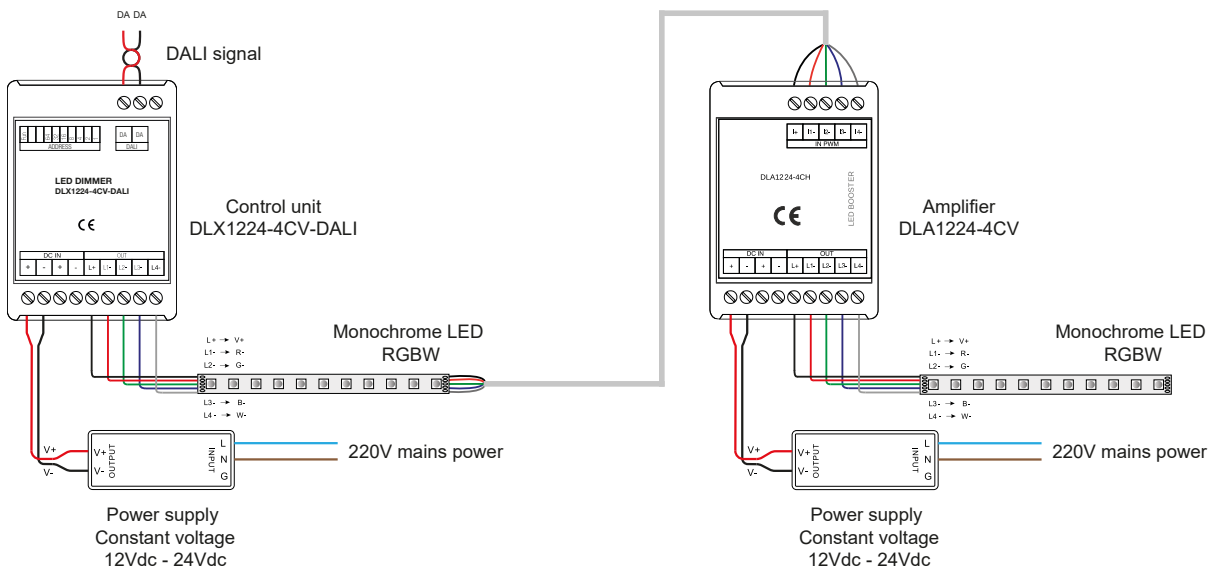 DA DA
DALI signal
ADDRESS
DA DA
DALI
LED DIMMER
DLX1224-4CV-DALI
CE
DC IN OUT
+ - + - L+ L1- L2- L3- L4-
Control unit
DLX1224-4CV-DALI
Monochrome LED
RGBW
L+ → V+
L1- → R-
L2- → G-
L3- → B-
L4- → W-
V+
V-
V+
V-
OUTPUT
INPUT
L
N
G
220V mains power
Power supply
Constant voltage
12Vdc - 24Vdc
I+ I1- I2- I3- I4-
IN PWM
DLA1224-4CH
LED BOOSTER
CE
DC IN OUT
+ - + - L+ L1- L2- L3- L4-
Amplifier
DLA1224-4CV
Monochrome LED
RGBW
L+ → V+
L1- → R-
L2- → G-
L3- → B-
L4- → W-
V+
V-
V+
V-
OUTPUT
INPUT
L
N
G
220V mains power
Power supply
Constant voltage
12Vdc - 24Vdc